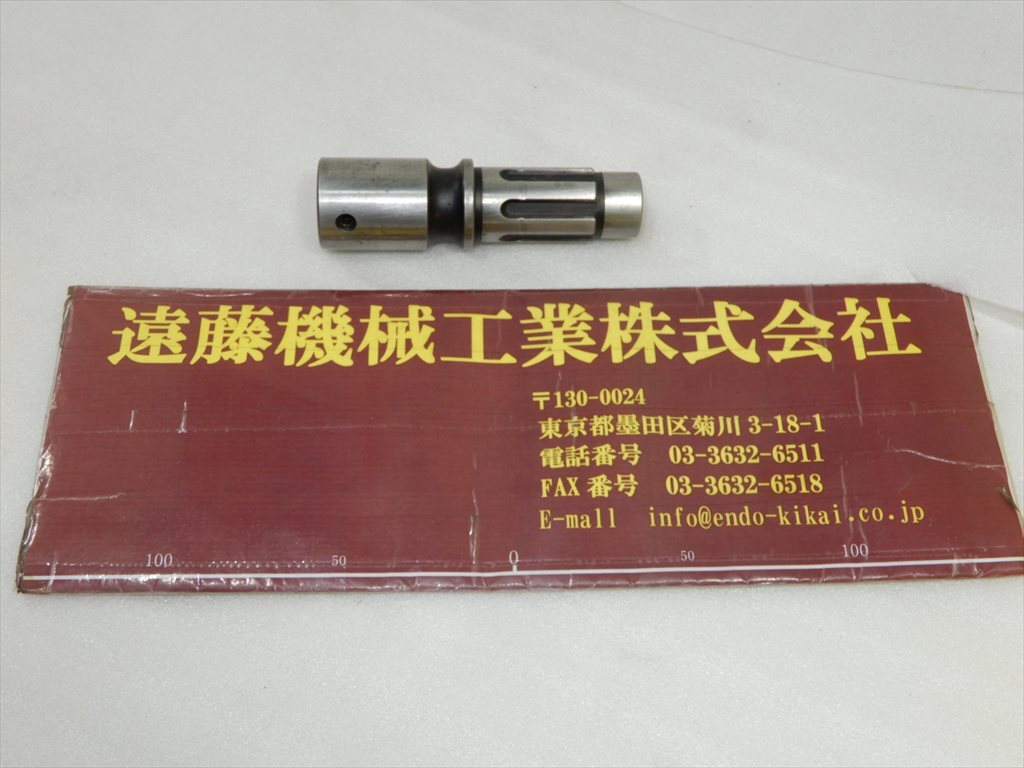 遠藤機械工業株式会社
〒130-0024
東京都墨田区菊川 3-18-1
電話番号 03-3632-6511
FAX 番号 03-3632-6518
E-mall info@endo-kikai.co.jp
100 50 0 50 100